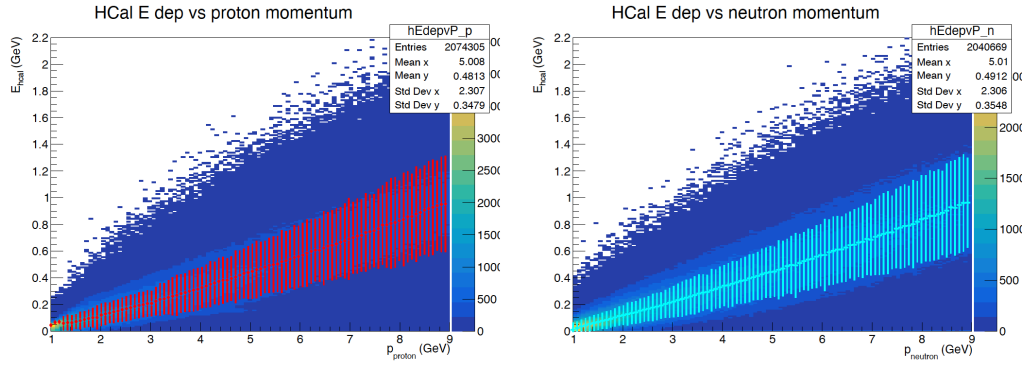 HCal E dep vs proton momentum
hEdepvP_p
Entries 2074305
Mean x 5.008
Mean y 0.4813
Std Dev x 2.307
Std Dev y 0.3479
E_hcal (GeV)
2.2
2
1.8
1.6
1.4
1.2
1
0.8
0.6
0.4
0.2
0
1 2 3 4 5 6 7 8 9
p_proton (GeV)
3000
2500
2000
1500
1000
500
0
HCal E dep vs neutron momentum
hEdepvP_n
Entries 2040669
Mean x 5.01
Mean y 0.4912
Std Dev x 2.306
Std Dev y 0.3548
E_hcal (GeV)
2.2
2
1.8
1.6
1.4
1.2
1
0.8
0.6
0.4
0.2
0
1 2 3 4 5 6 7 8 9
p_neutron (GeV)
2000
1500
1000
500
0